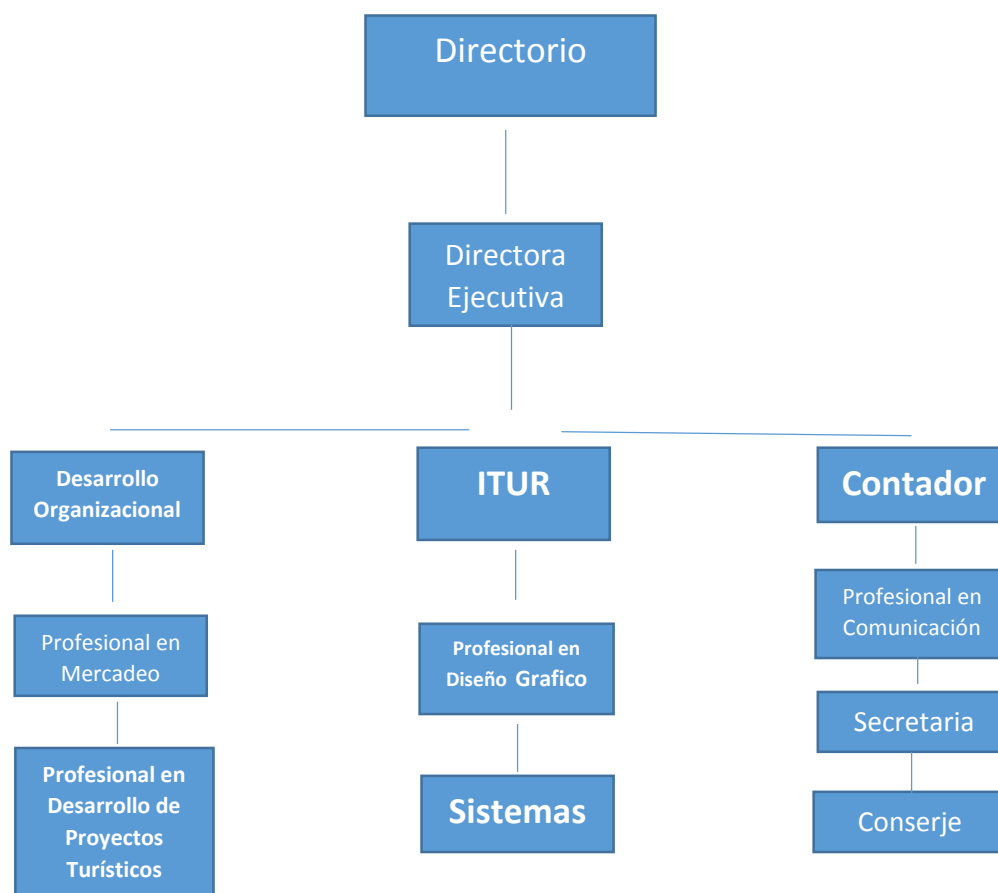 Directorio
Directora
Ejecutiva
Desarrollo
Organizacional
ITUR
Contador
Profesional en
Mercadeo
Profesional en
Diseño Grafico
Profesional en
Comunicación
Secretaria
Profesional en
Desarrollo de
Proyectos
Turísticos
Sistemas
Conserje